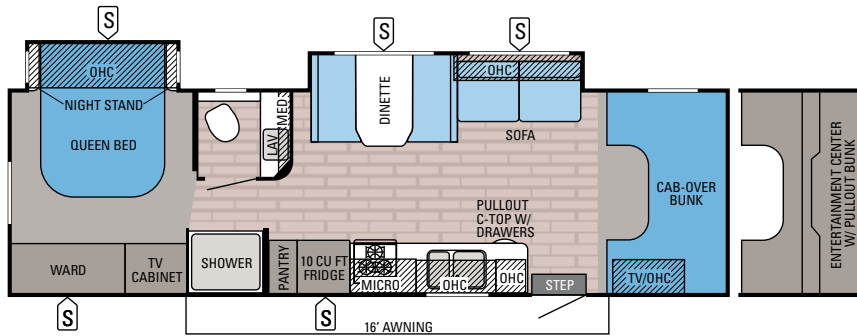 S
S
S
OHC
NIGHT STAND
QUEEN BED
MED
LAV
DINETTE
OHC
SOFA
CAB-OVER
BUNK
ENTERTAINMENT CENTER
W/ PULLOUT BUNK
PULLOUT
C-TOP W/
DRAWERS
WARD
TV
CABINET
SHOWER
PANTRY
10 CU FT
FRIDGE
MICRO
OHC
OHC
STEP
TV/OHC
S
S
16' AWNING